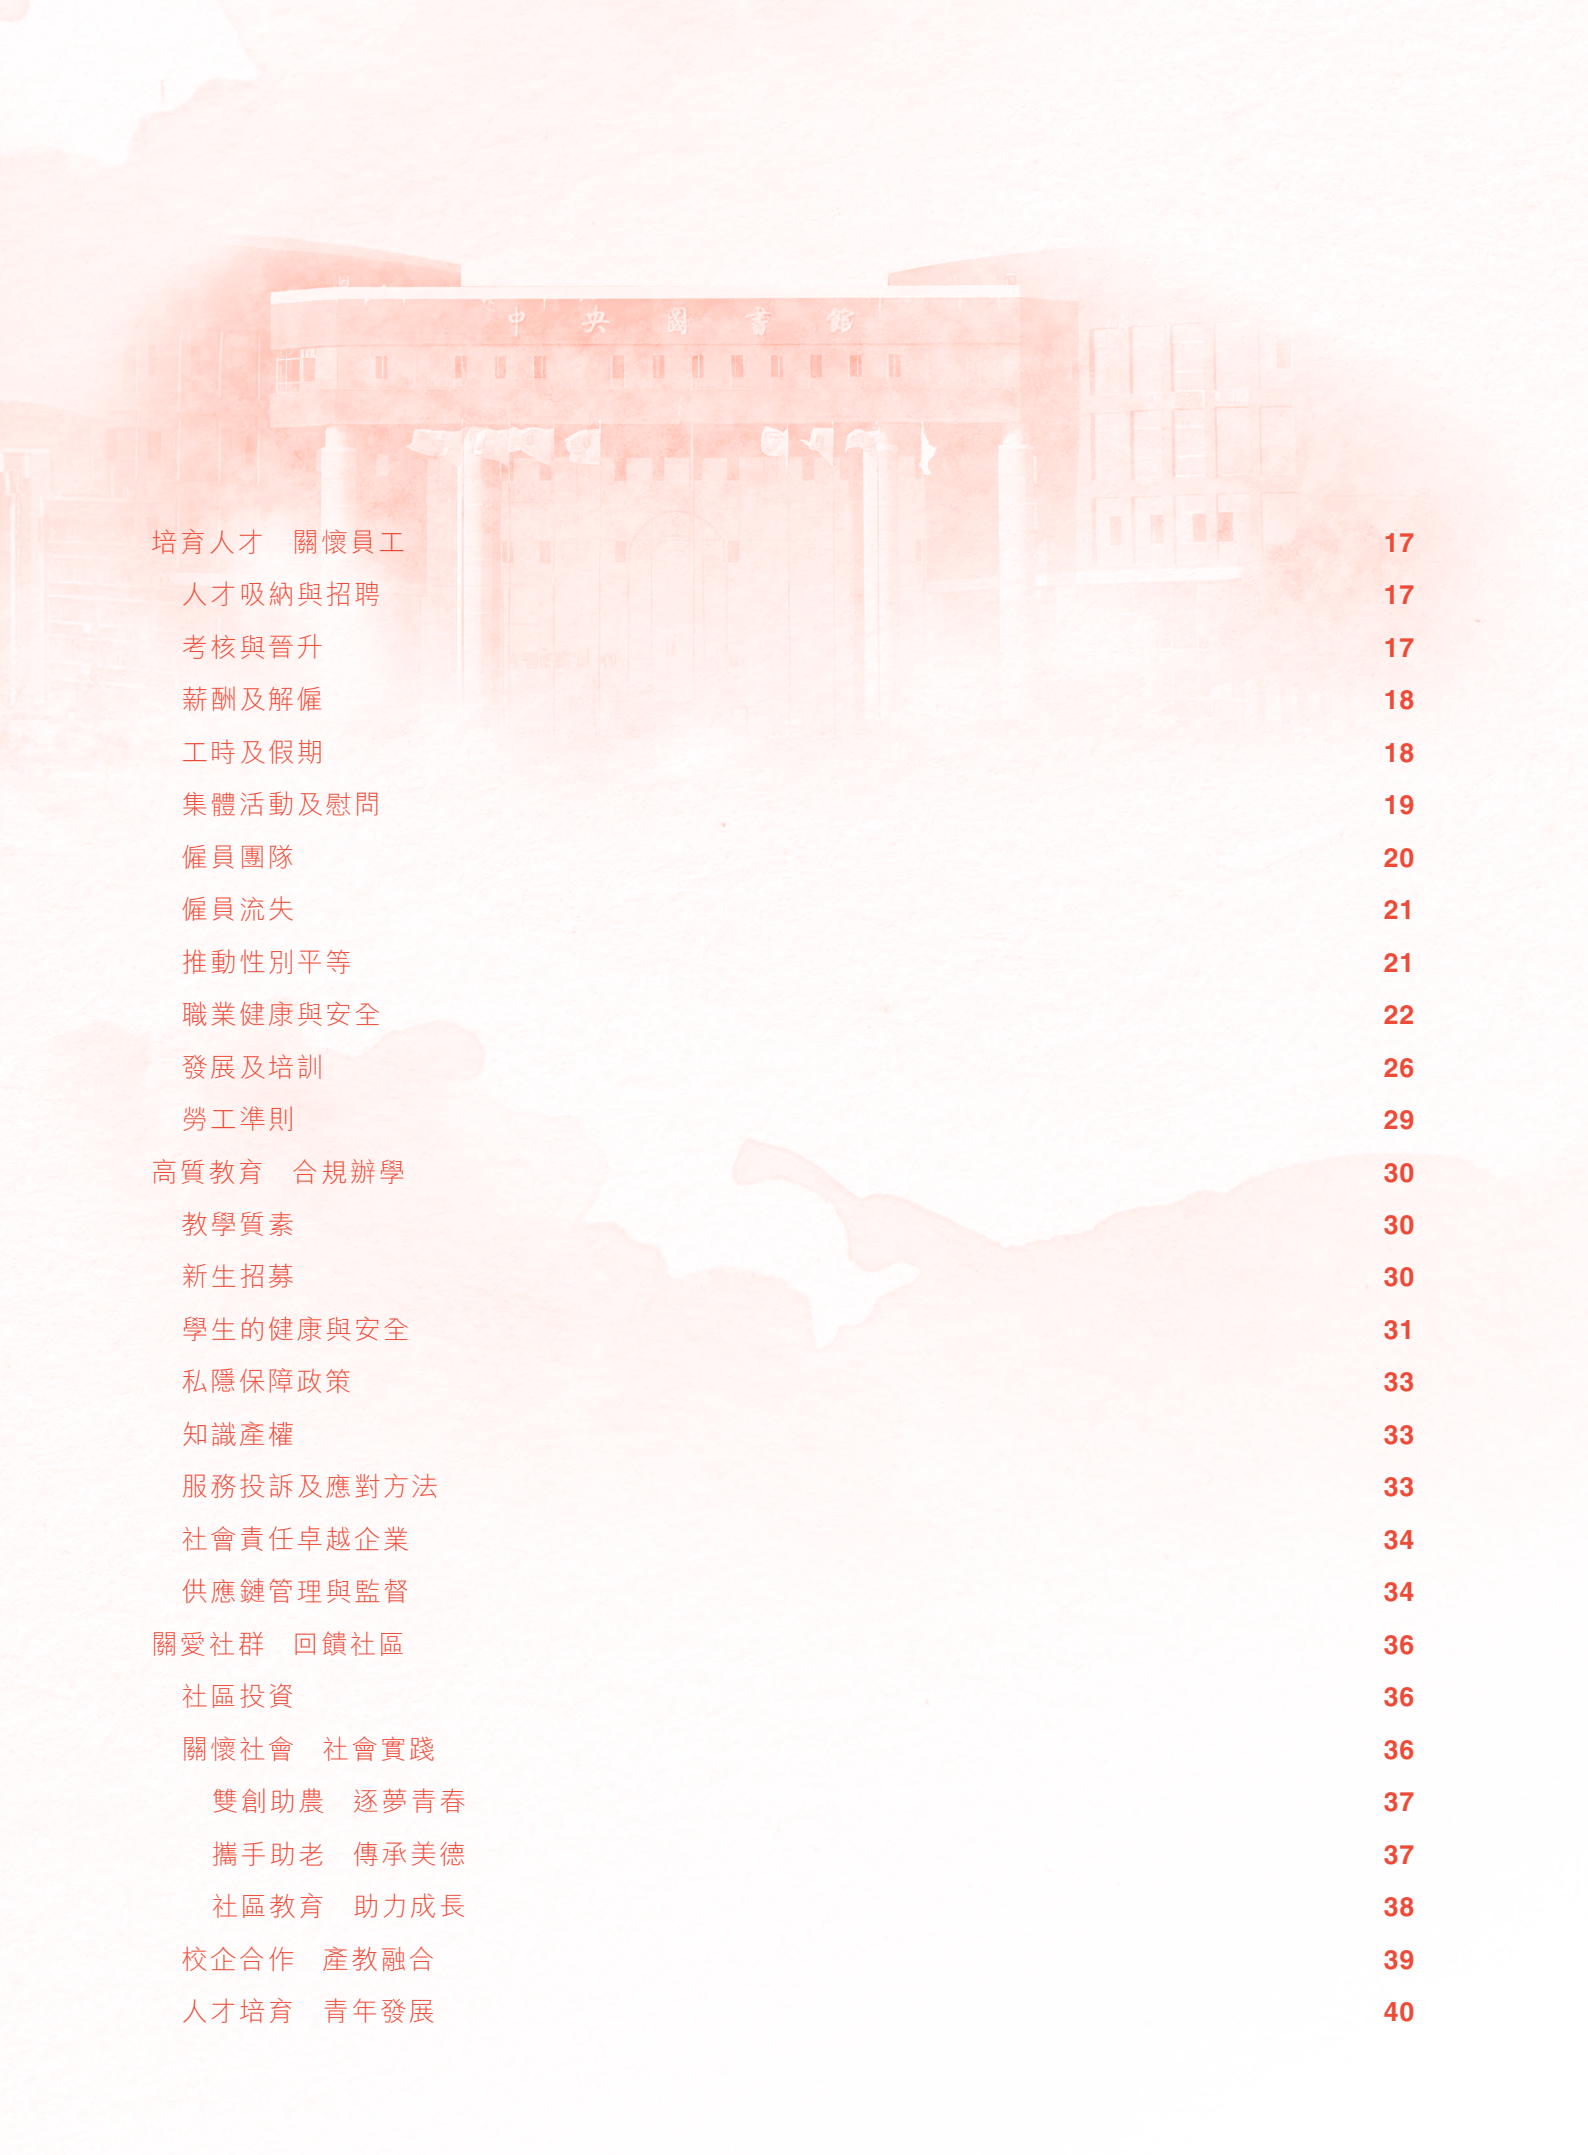 中央圖書館
培育人才　關懷員工 17
人才吸納與招聘 17
考核與晉升 17
薪酬及解僱 18
工時及假期 18
集體活動及慰問 19
僱員團隊 20
僱員流失 21
推動性別平等 21
職業健康與安全 22
發展及培訓 26
勞工準則 29
高質教育　合規辦學 30
教學質素 30
新生招募 30
學生的健康與安全 31
私隱保障政策 33
知識產權 33
服務投訴及應對方法 33
社會責任卓越企業 34
供應鏈管理與監督 34
關愛社群　回饋社區 36
社區投資 36
關懷社會　社會實踐 36
雙創助農　逐夢青春 37
攜手助老　傳承美德 37
社區教育　助力成長 38
校企合作　產教融合 39
人才培育　青年發展 40